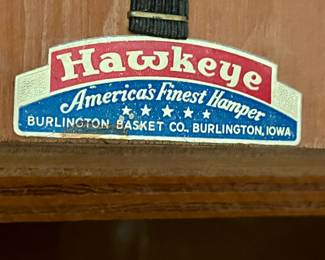 Hawkeye
America's Finest Hamper
BURLINGTON BASKET CO., BURLINGTON, IOWA